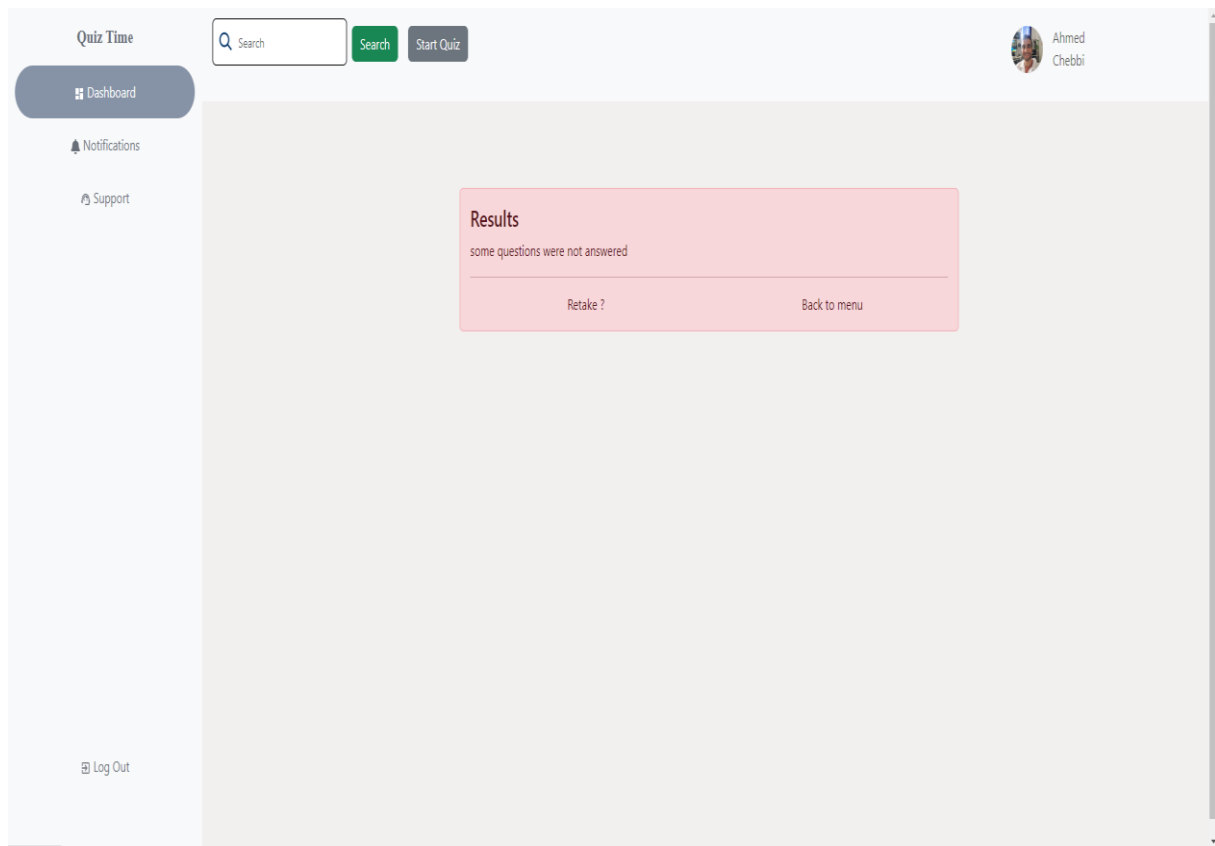 Quiz Time
Search
Search
Start Quiz
Ahmed
Chebbi
Dashboard
Notifications
Support
Results
some questions were not answered
Retake ?
Back to menu
Log Out